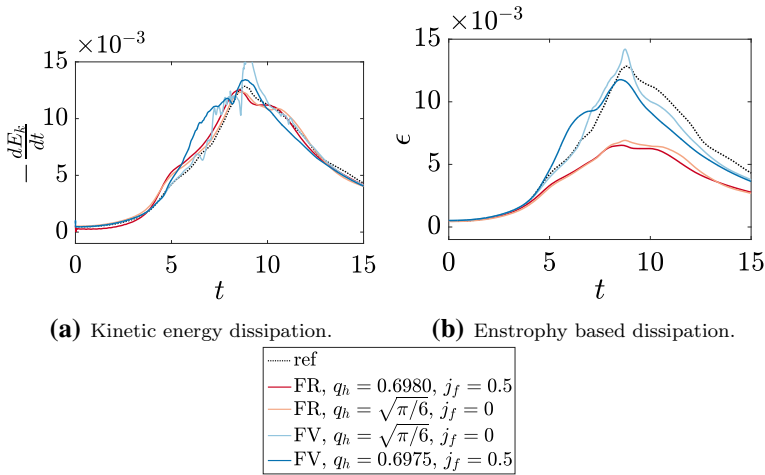 ×10⁻³ ×10⁻³
15 15
10 10
5 5
0 0
−dE_k/dt ϵ
0 5 10 15 0 5 10 15
t t
(a) Kinetic energy dissipation. (b) Enstrophy based dissipation.
ref
FR, q_h = 0.6980, j_f = 0.5
FR, q_h = √(π/6), j_f = 0
FV, q_h = √(π/6), j_f = 0
FV, q_h = 0.6975, j_f = 0.5